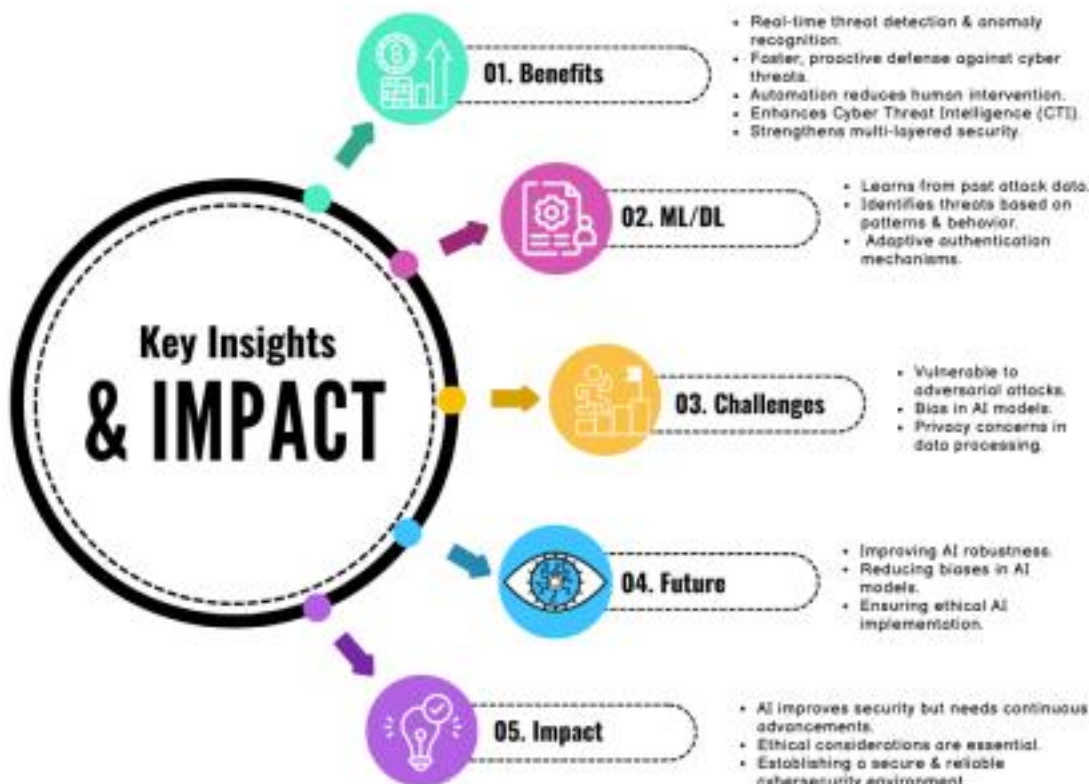 Key Insights
& IMPACT
01. Benefits
• Real-time threat detection & anomaly
recognition.
• Faster, proactive defense against cyber
threats.
• Automation reduces human intervention.
• Enhances Cyber Threat Intelligence (CTI).
• Strengthens multi-layered security.
02. ML/DL
• Learns from past attack data.
• Identifies threats based on
patterns & behavior.
• Adaptive authentication
mechanisms.
03. Challenges
• Vulnerable to
adversarial attacks.
• Bias in AI models.
• Privacy concerns in
data processing.
04. Future
• Improving AI robustness.
• Reducing biases in AI
models.
• Ensuring ethical AI
implementation.
05. Impact
• AI improves security but needs continuous
advancements.
• Ethical considerations are essential.
• Establishing a secure & reliable
cybersecurity environment.